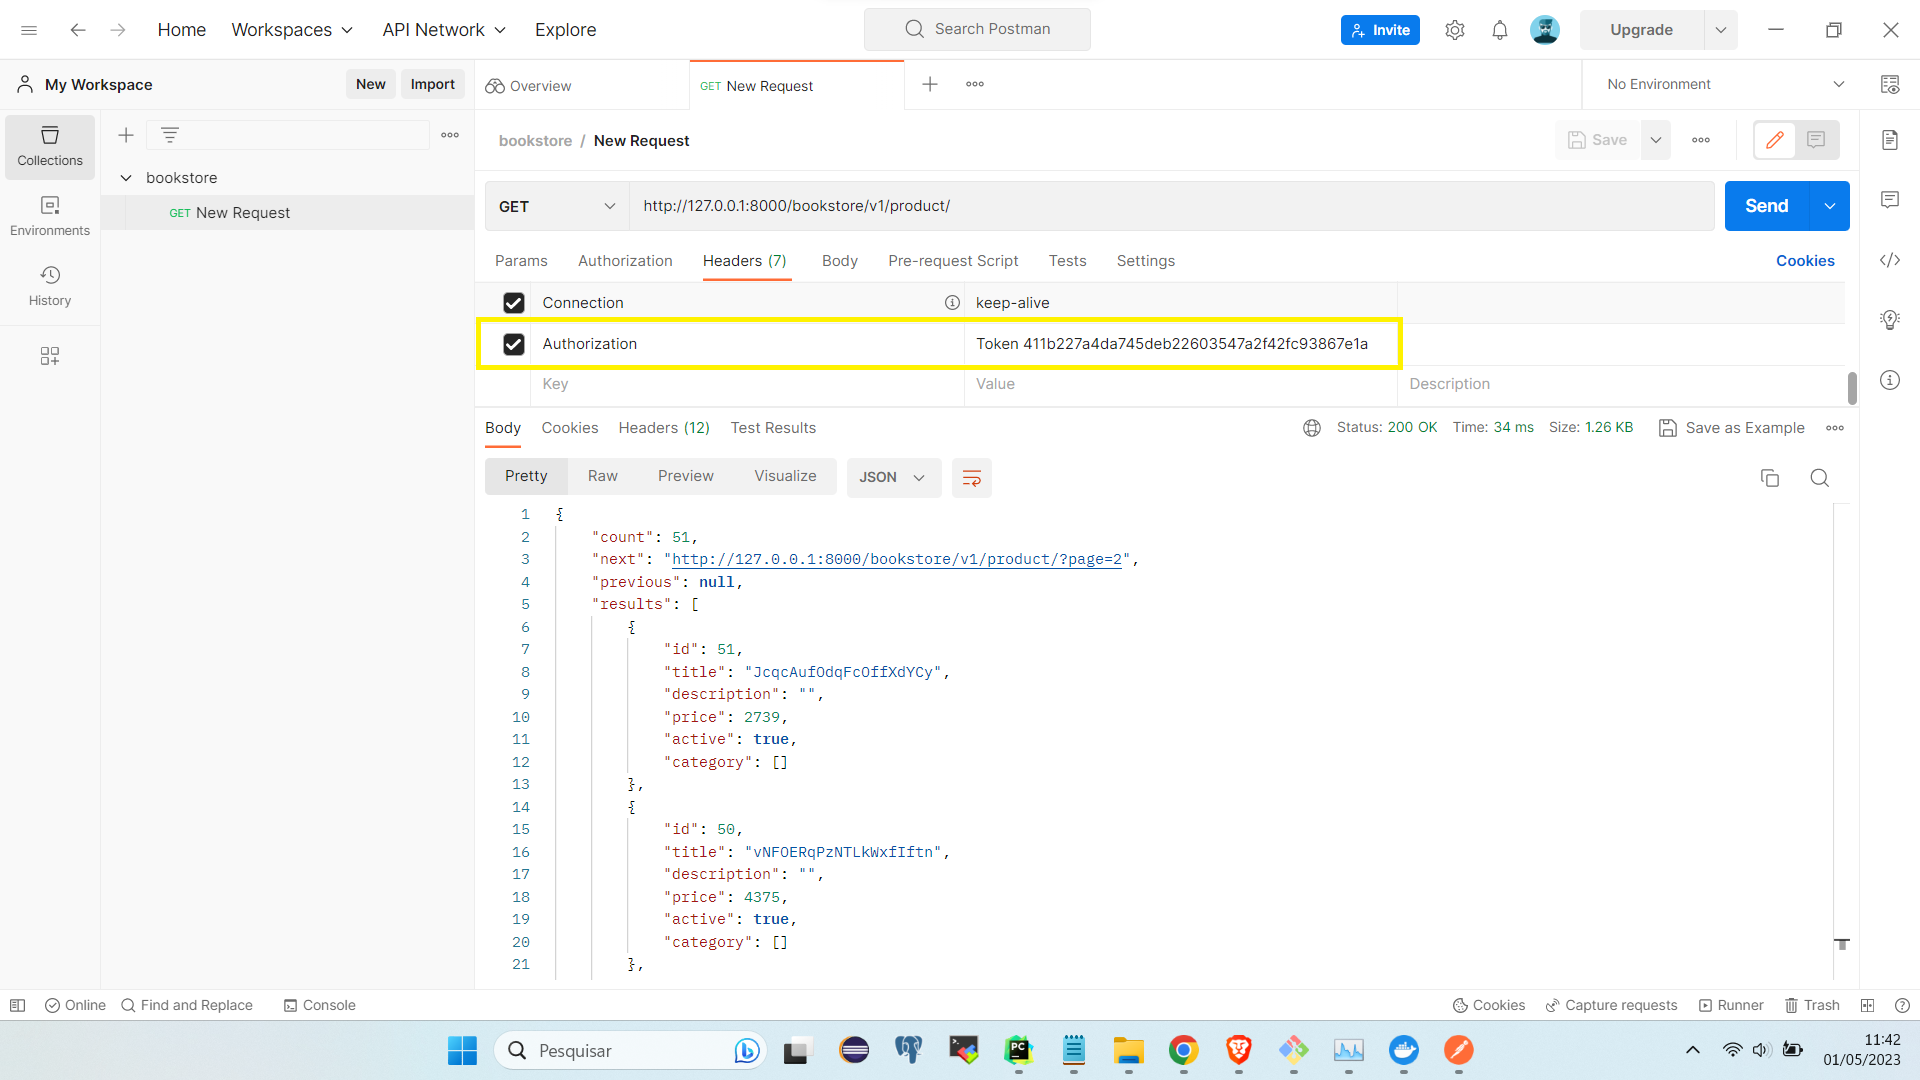 Home Workspaces API Network Explore Search Postman Invite Upgrade
My Workspace New Import
Overview GET New Request No Environment
Collections
Environments
History
bookstore
GET New Request
bookstore / New Request Save
GET http://127.0.0.1:8000/bookstore/v1/product/ Send
Params Authorization Headers (7) Body Pre-request Script Tests Settings Cookies
Connection keep-alive
Authorization Token 411b227a4da745deb22603547a2f42fc93867e1a
Key Value Description
Body Cookies Headers (12) Test Results Status: 200 OK Time: 34 ms Size: 1.26 KB Save as Example
Pretty Raw Preview Visualize JSON
1 {
2 "count": 51,
3 "next": "http://127.0.0.1:8000/bookstore/v1/product/?page=2",
4 "previous": null,
5 "results": [
6 {
7 "id": 51,
8 "title": "JcqcAufOdqFcOffXdYCy",
9 "description": "",
10 "price": 2739,
11 "active": true,
12 "category": []
13 },
14 {
15 "id": 50,
16 "title": "vNFOERqPzNTLkWxfIftn",
17 "description": "",
18 "price": 4375,
19 "active": true,
20 "category": []
21 },
Online Find and Replace Console Cookies Capture requests Runner Trash
Pesquisar
PC
11:42
01/05/2023